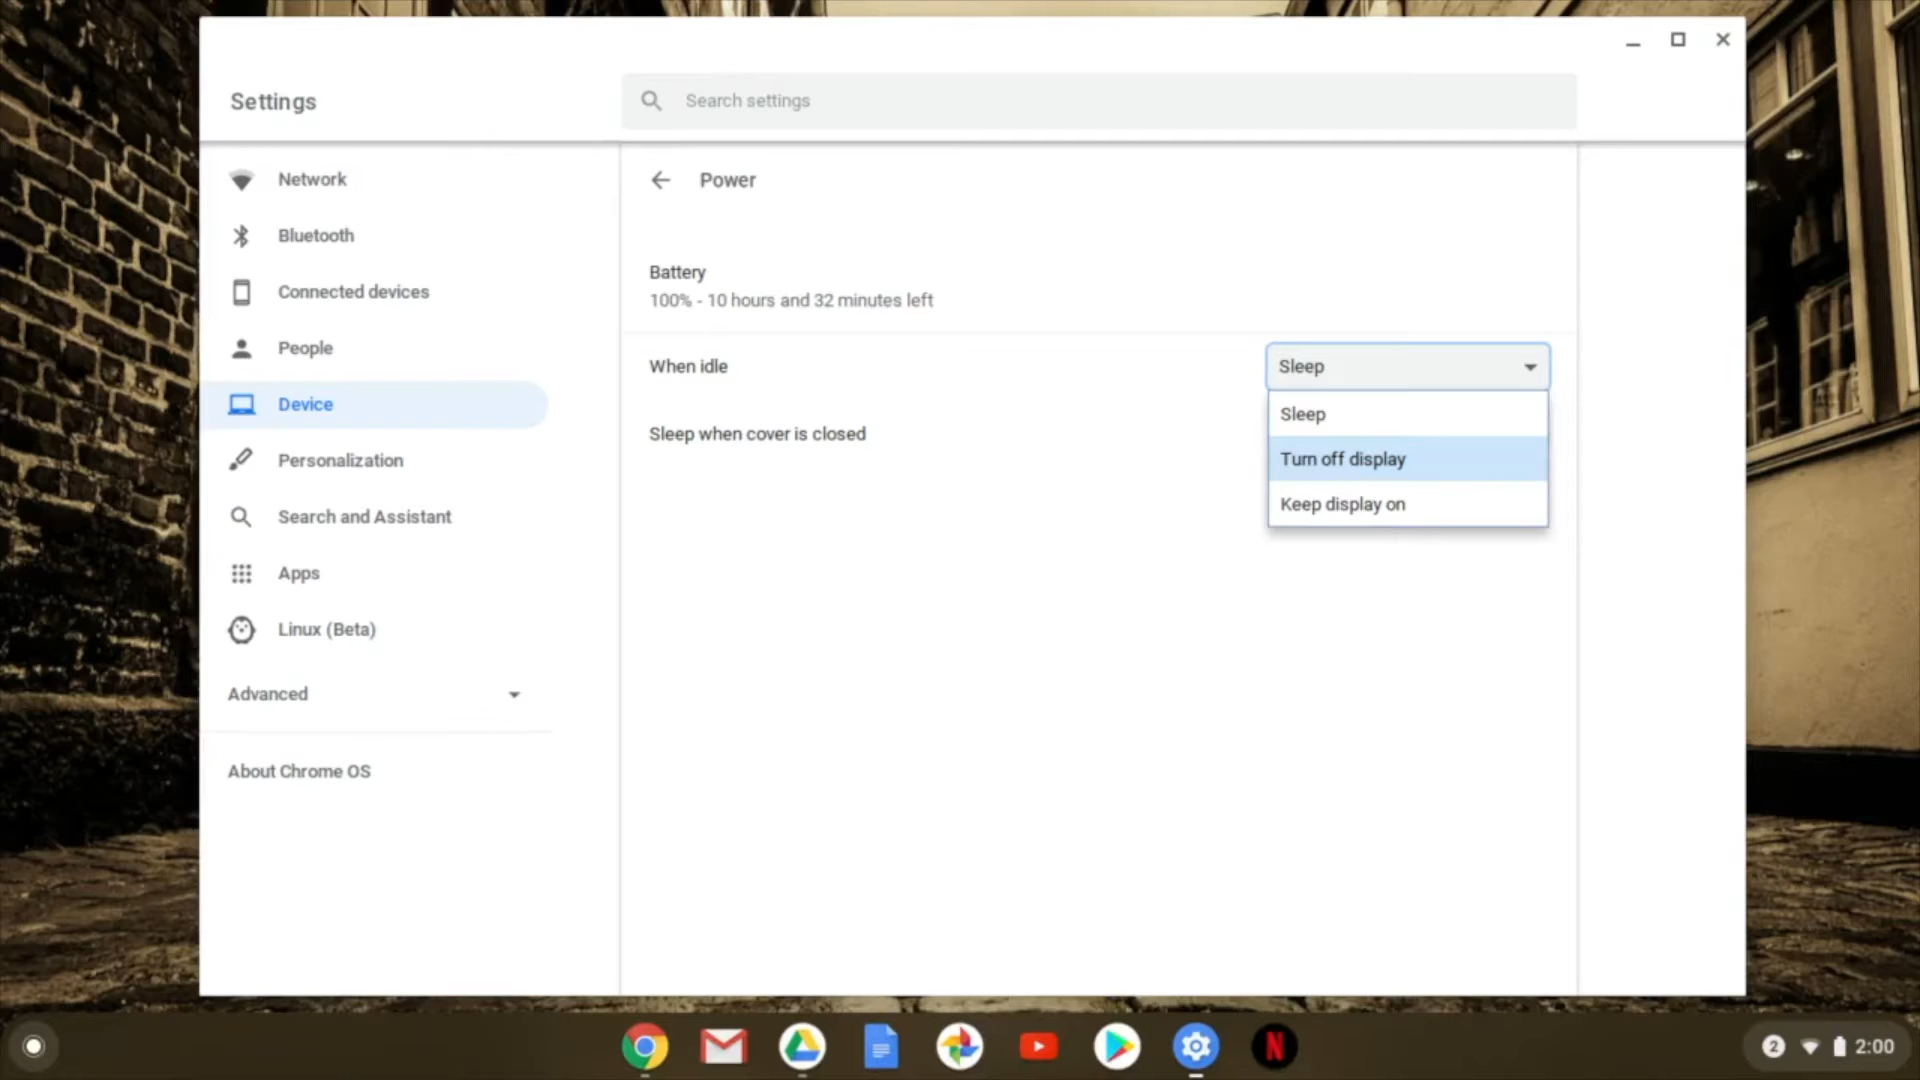 Settings
Search settings
Network
Bluetooth
Connected devices
People
Device
Personalization
Search and Assistant
Apps
Linux (Beta)
Advanced
About Chrome OS
Power
Battery
100% - 10 hours and 32 minutes left
When idle
Sleep
Sleep when cover is closed
Sleep
Turn off display
Keep display on
N
2
2:00